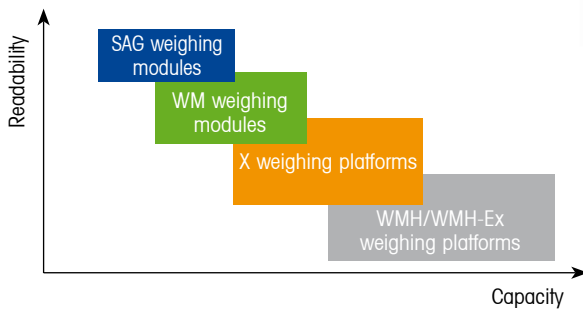 Readability
SAG weighing
modules
WM weighing
modules
X weighing platforms
WMH/WMH-Ex
weighing platforms
Capacity